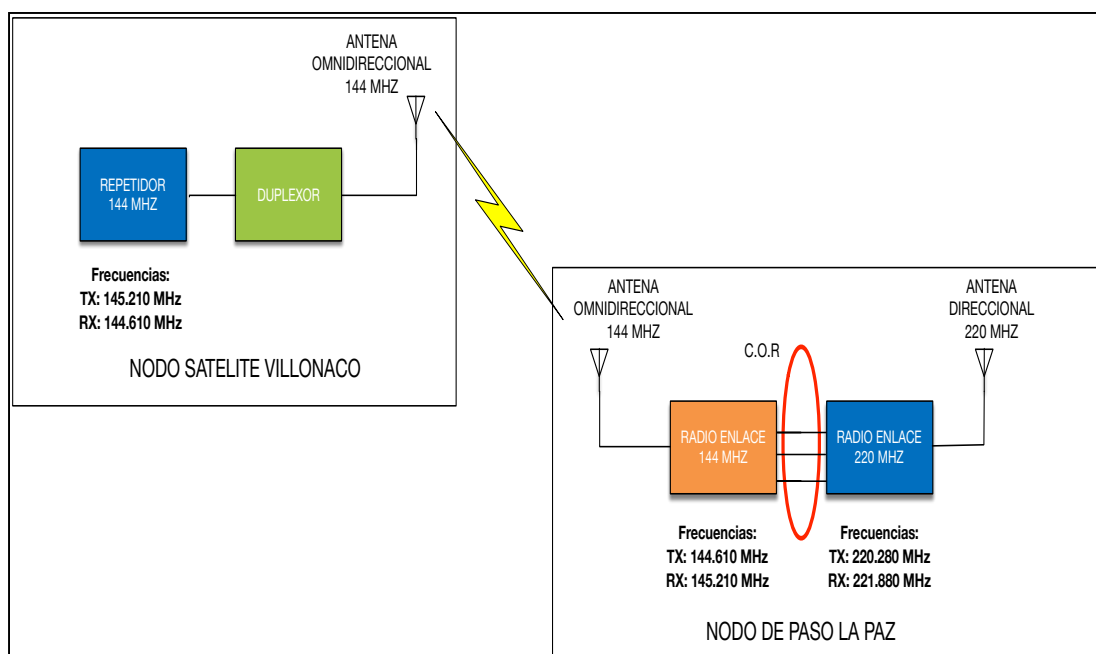 ANTENA
OMNIDIRECCIONAL
144 MHZ
REPETIDOR
144 MHZ
DUPLEXOR
Frecuencias:
TX: 145.210 MHz
RX: 144.610 MHz
NODO SATELITE VILLONACO
ANTENA
OMNIDIRECCIONAL
144 MHZ
ANTENA
DIRECCIONAL
220 MHZ
C.O.R
RADIO ENLACE
144 MHZ
RADIO ENLACE
220 MHZ
Frecuencias:
TX: 144.610 MHz
RX: 145.210 MHz
Frecuencias:
TX: 220.280 MHz
RX: 221.880 MHz
NODO DE PASO LA PAZ